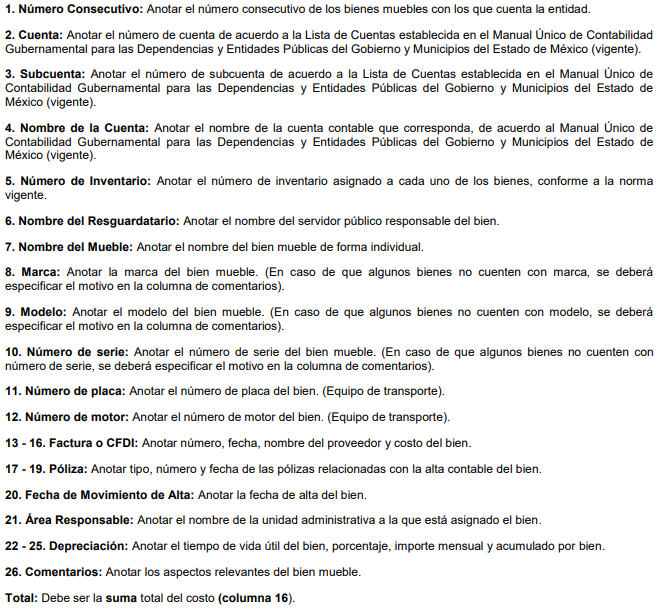 1. Número Consecutivo: Anotar el número consecutivo de los bienes muebles con los que cuenta la entidad.
2. Cuenta: Anotar el número de cuenta de acuerdo a la Lista de Cuentas establecida en el Manual Único de Contabilidad
Gubernamental para las Dependencias y Entidades Públicas del Gobierno y Municipios del Estado de México (vigente).
3. Subcuenta: Anotar el número de subcuenta de acuerdo a la Lista de Cuentas establecida en el Manual Único de
Contabilidad Gubernamental para las Dependencias y Entidades Públicas del Gobierno y Municipios del Estado de
México (vigente).
4. Nombre de la Cuenta: Anotar el nombre de la cuenta contable que corresponda, de acuerdo al Manual Único de
Contabilidad Gubernamental para las Dependencias y Entidades Públicas del Gobierno y Municipios del Estado de
México (vigente).
5. Número de Inventario: Anotar el número de inventario asignado a cada uno de los bienes, conforme a la norma
vigente.
6. Nombre del Resguardatario: Anotar el nombre del servidor público responsable del bien.
7. Nombre del Mueble: Anotar el nombre del bien mueble de forma individual.
8. Marca: Anotar la marca del bien mueble. (En caso de que algunos bienes no cuenten con marca, se deberá
especificar el motivo en la columna de comentarios).
9. Modelo: Anotar el modelo del bien mueble. (En caso de que algunos bienes no cuenten con modelo, se deberá
especificar el motivo en la columna de comentarios).
10. Número de serie: Anotar el número de serie del bien mueble. (En caso de que algunos bienes no cuenten con
número de serie, se deberá especificar el motivo en la columna de comentarios).
11. Número de placa: Anotar el número de placa del bien. (Equipo de transporte).
12. Número de motor: Anotar el número de motor del bien. (Equipo de transporte).
13 - 16. Factura o CFDI: Anotar número, fecha, nombre del proveedor y costo del bien.
17 - 19. Póliza: Anotar tipo, número y fecha de las pólizas relacionadas con la alta contable del bien.
20. Fecha de Movimiento de Alta: Anotar la fecha de alta del bien.
21. Área Responsable: Anotar el nombre de la unidad administrativa a la que está asignado el bien.
22 - 25. Depreciación: Anotar el tiempo de vida útil del bien, porcentaje, importe mensual y acumulado por bien.
26. Comentarios: Anotar los aspectos relevantes del bien mueble.
Total: Debe ser la suma total del costo (columna 16).